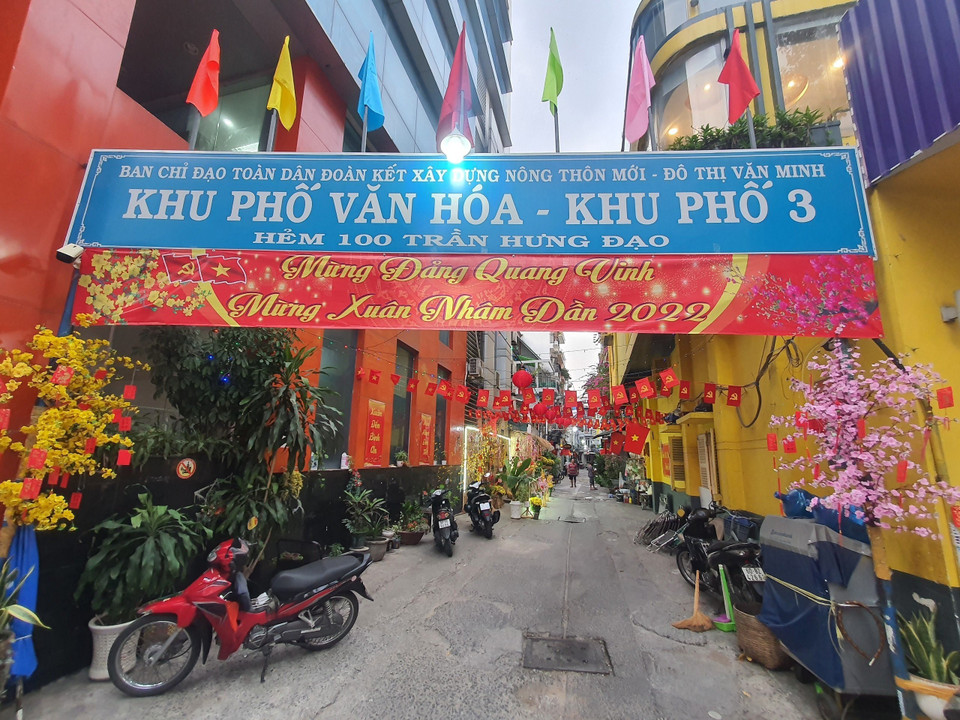 BAN CHỈ ĐẠO TOÀN DÂN ĐOÀN KẾT XÂY DỰNG NÔNG THÔN MỚI - ĐÔ THỊ VĂN MINH
KHU PHỐ VĂN HÓA - KHU PHỐ 3
HẺM 100 TRẦN HƯNG ĐẠO
Mừng Đảng Quang Vinh
Mừng Xuân Nhâm Dần 2022